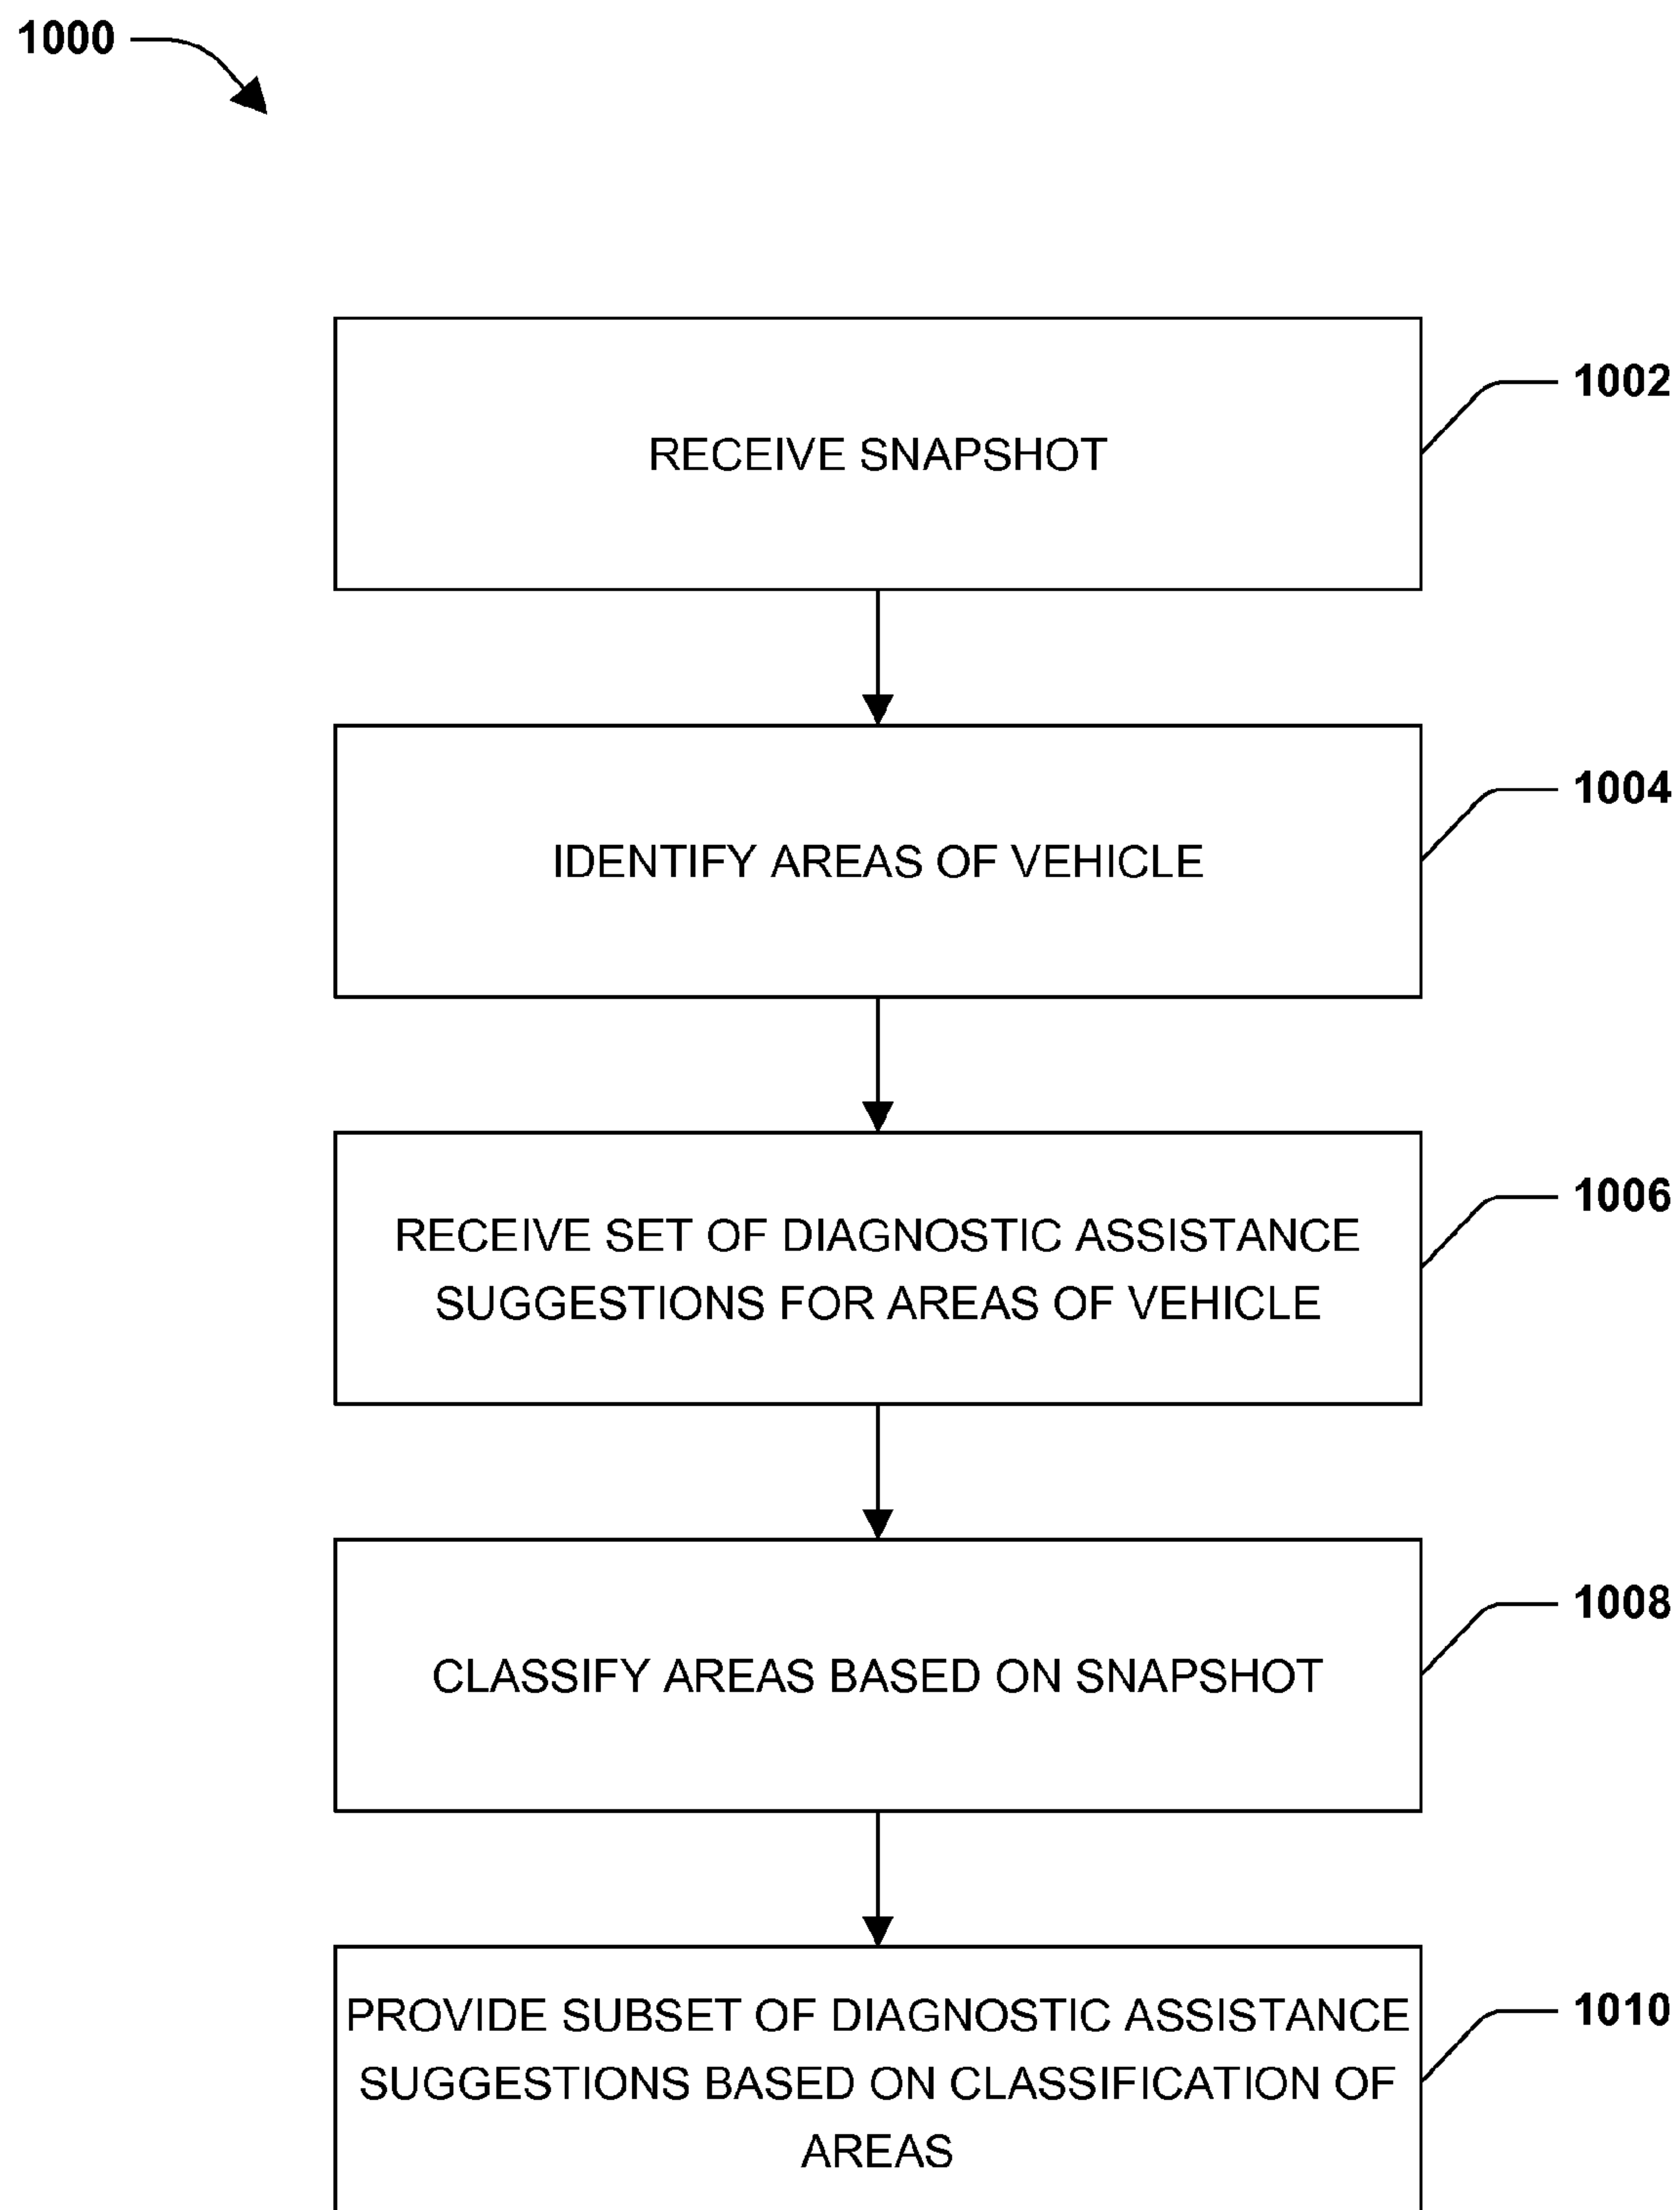 1000
RECEIVE SNAPSHOT
1002
IDENTIFY AREAS OF VEHICLE
1004
RECEIVE SET OF DIAGNOSTIC ASSISTANCE
SUGGESTIONS FOR AREAS OF VEHICLE
1006
CLASSIFY AREAS BASED ON SNAPSHOT
1008
PROVIDE SUBSET OF DIAGNOSTIC ASSISTANCE
SUGGESTIONS BASED ON CLASSIFICATION OF
AREAS
1010